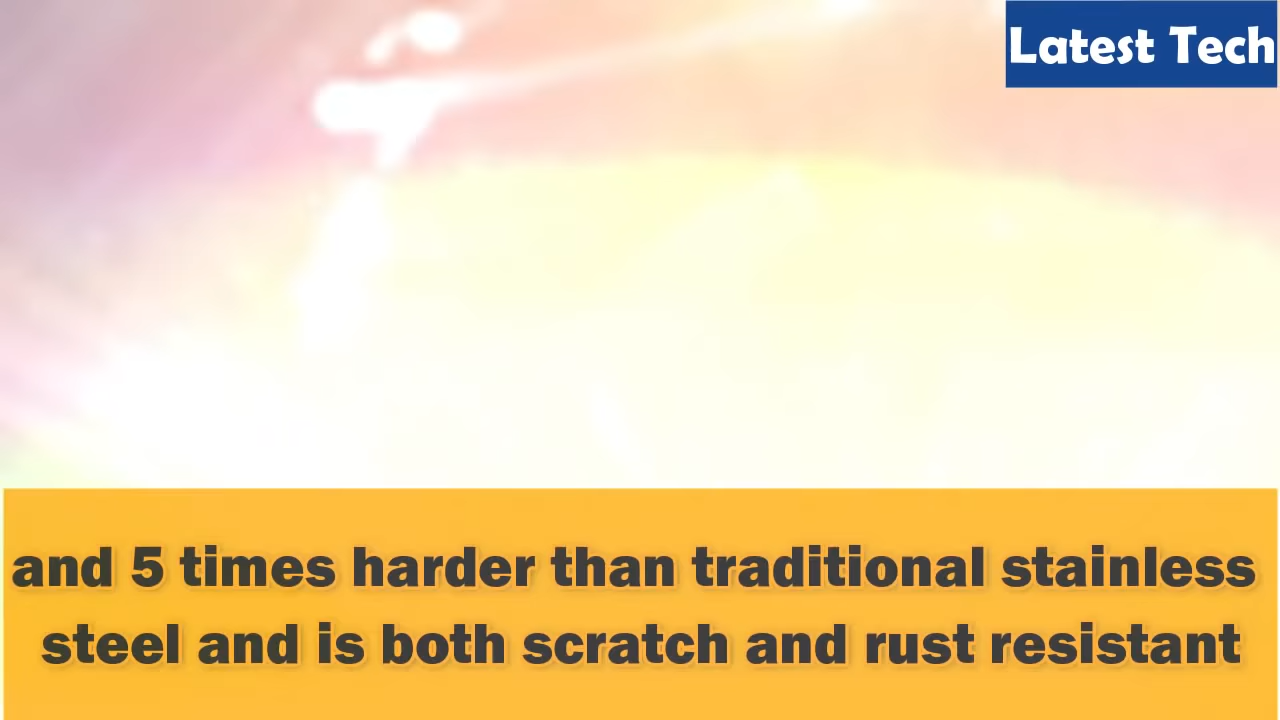 Latest Tech
and 5 times harder than traditional stainless
steel and is both scratch and rust resistant